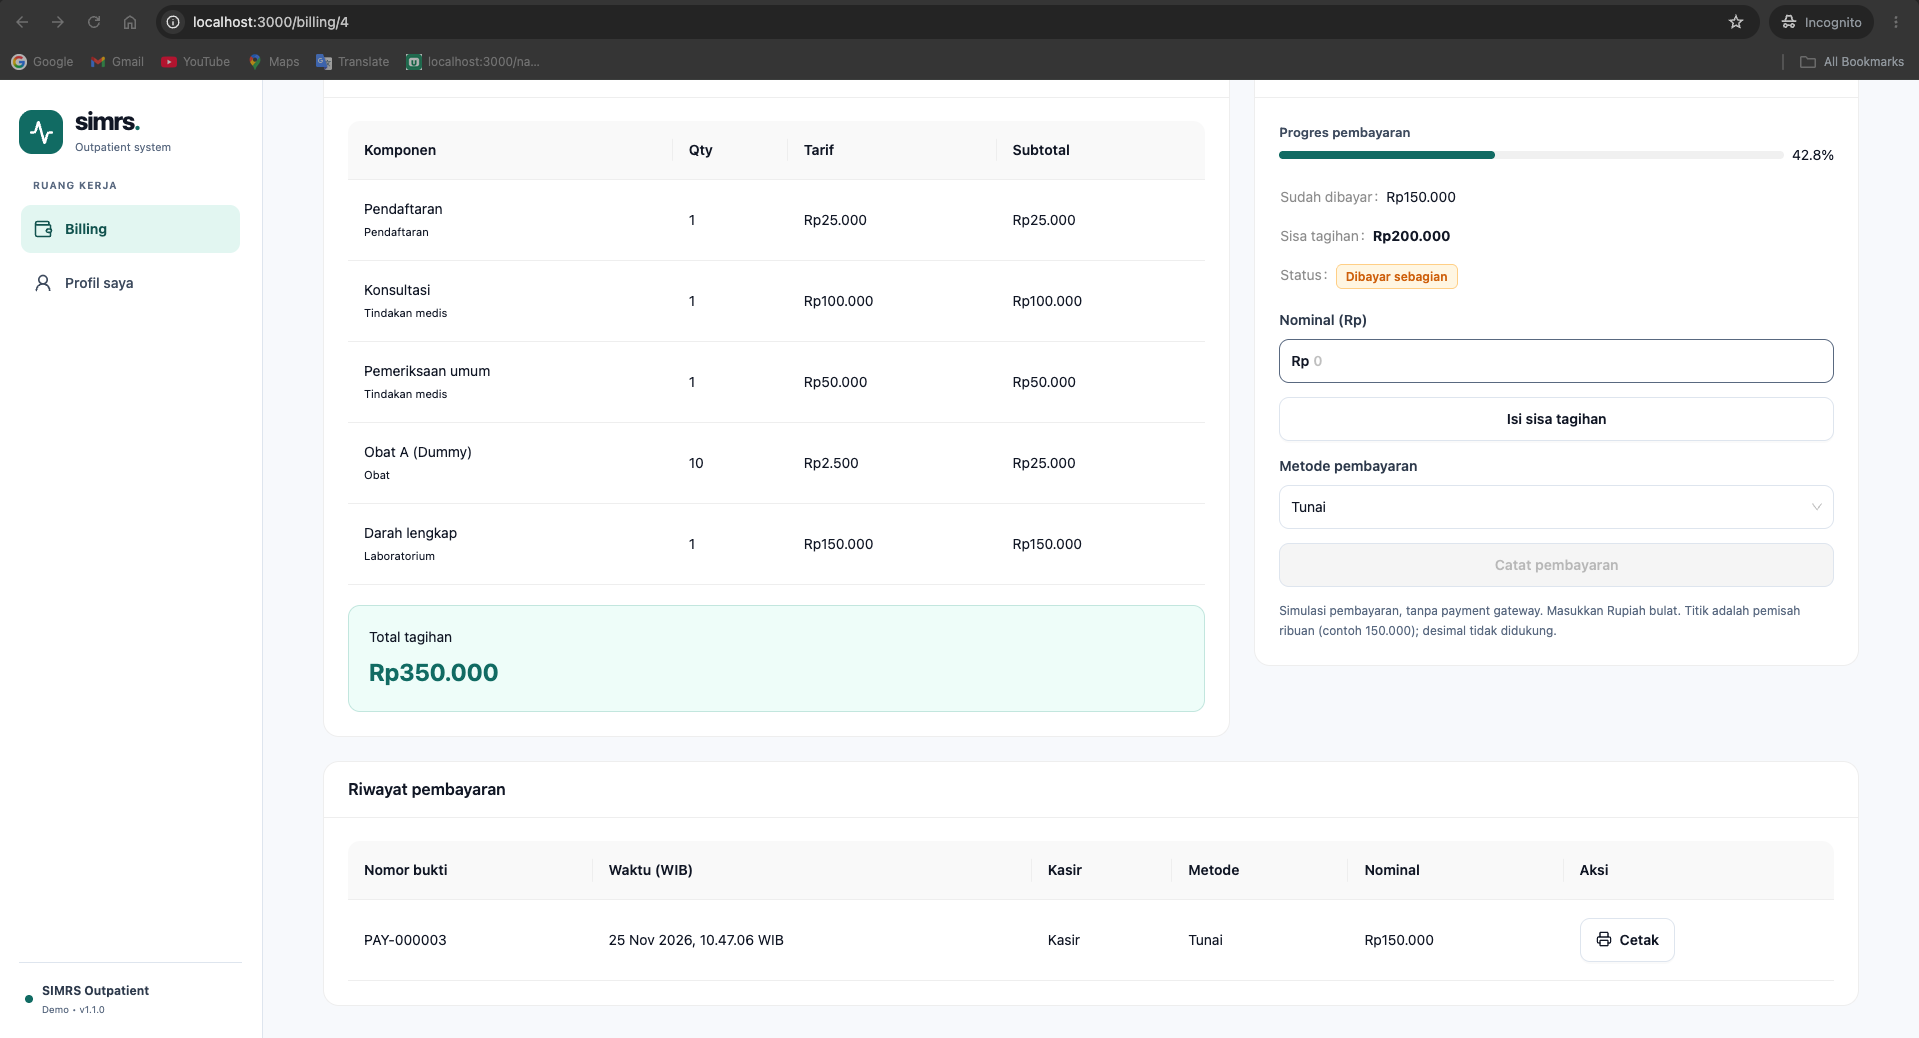 localhost:3000/billing/4
Incognito
Google
Gmail
YouTube
Maps
Translate
localhost:3000/na...
All Bookmarks
simrs.
Outpatient system
RUANG KERJA
Billing
Profil saya
SIMRS Outpatient
Demo • v1.1.0
Komponen Qty Tarif Subtotal
Pendaftaran
Pendaftaran
1 Rp25.000 Rp25.000
Konsultasi
Tindakan medis
1 Rp100.000 Rp100.000
Pemeriksaan umum
Tindakan medis
1 Rp50.000 Rp50.000
Obat A (Dummy)
Obat
10 Rp2.500 Rp25.000
Darah lengkap
Laboratorium
1 Rp150.000 Rp150.000
Total tagihan
Rp350.000
Progres pembayaran
42.8%
Sudah dibayar: Rp150.000
Sisa tagihan: Rp200.000
Status: Dibayar sebagian
Nominal (Rp)
Rp 0
Isi sisa tagihan
Metode pembayaran
Tunai
Catat pembayaran
Simulasi pembayaran, tanpa payment gateway. Masukkan Rupiah bulat. Titik adalah pemisah
ribuan (contoh 150.000); desimal tidak didukung.
Riwayat pembayaran
Nomor bukti Waktu (WIB) Kasir Metode Nominal Aksi
PAY-000003 25 Nov 2026, 10.47.06 WIB Kasir Tunai Rp150.000 Cetak